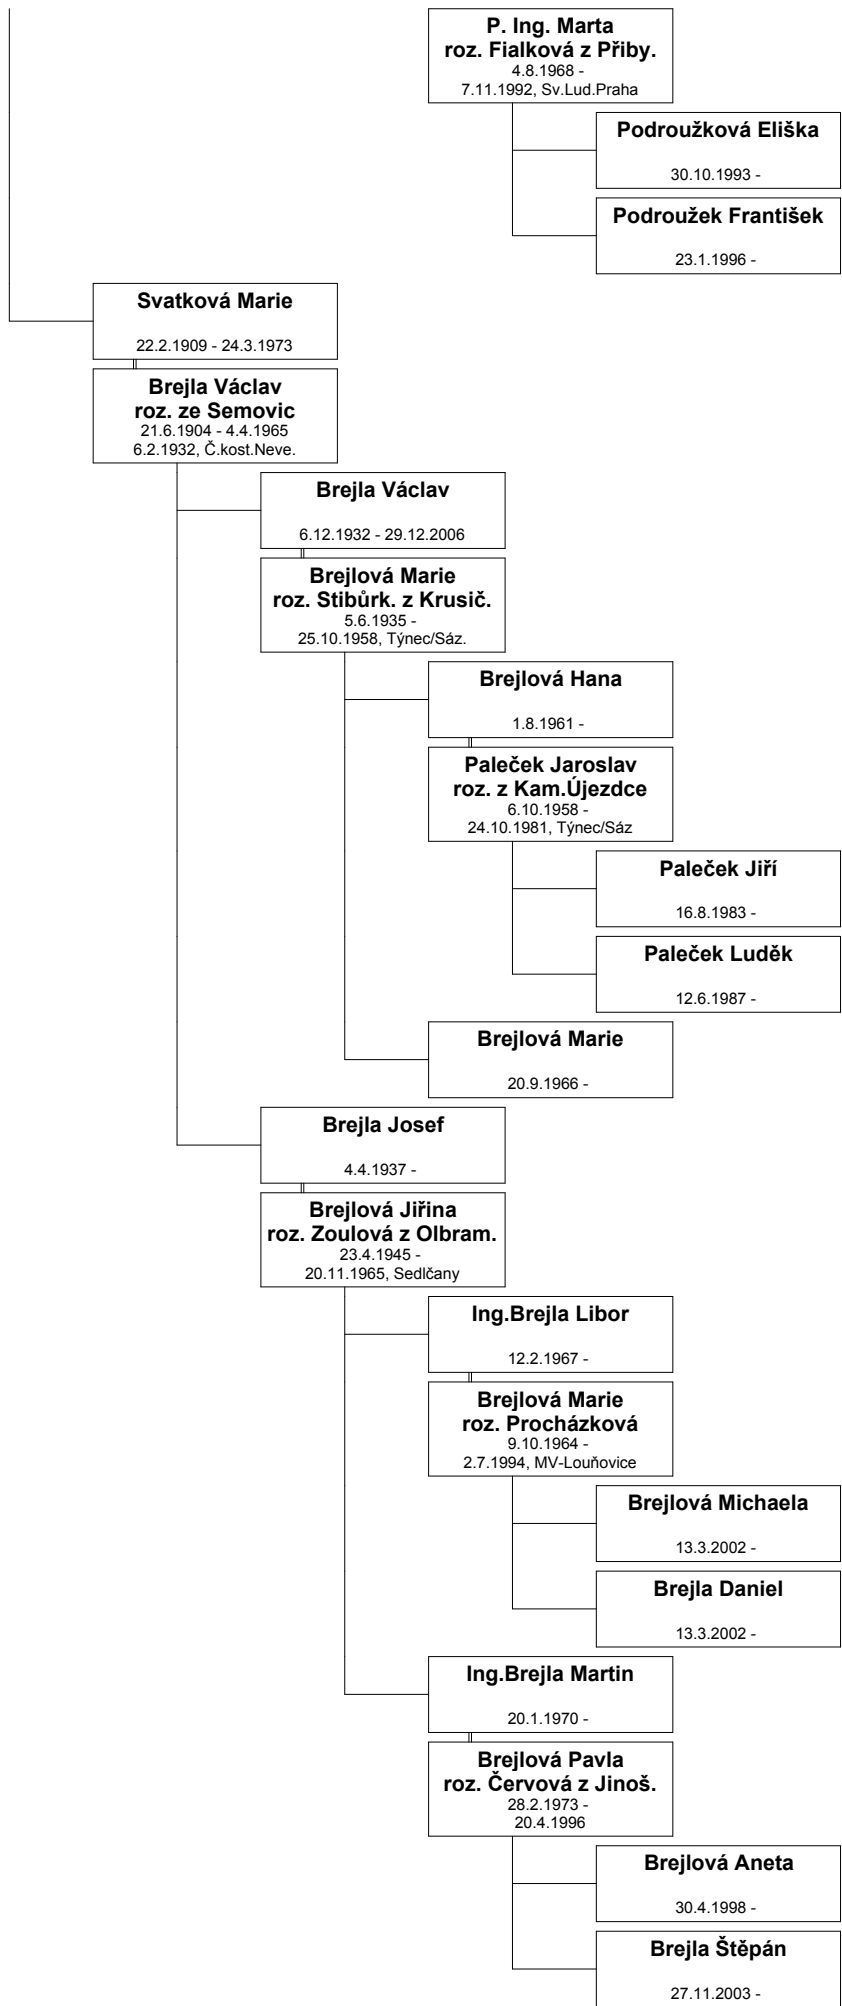 P. Ing. Marta
roz. Fialková z Přiby.
4.8.1968 -
7.11.1992, Sv.Lud.Praha
Podroužková Eliška
30.10.1993 -
Podroužek František
23.1.1996 -
Svatková Marie
22.2.1909 - 24.3.1973
Brejla Václav
roz. ze Semovic
21.6.1904 - 4.4.1965
6.2.1932, Č.kost.Neve.
Brejla Václav
6.12.1932 - 29.12.2006
Brejlová Marie
roz. Stibůrk. z Krusič.
5.6.1935 -
25.10.1958, Týnec/Sáz.
Brejlová Hana
1.8.1961 -
Paleček Jaroslav
roz. z Kam.Újezdce
6.10.1958 -
24.10.1981, Týnec/Sáz
Paleček Jiří
16.8.1983 -
Paleček Luděk
12.6.1987 -
Brejlová Marie
20.9.1966 -
Brejla Josef
4.4.1937 -
Brejlová Jiřina
roz. Zoulová z Olbram.
23.4.1945 -
20.11.1965, Sedlčany
Ing.Brejla Libor
12.2.1967 -
Brejlová Marie
roz. Procházková
9.10.1964 -
2.7.1994, MV-Louňovice
Brejlová Michaela
13.3.2002 -
Brejla Daniel
13.3.2002 -
Ing.Brejla Martin
20.1.1970 -
Brejlová Pavla
roz. Červová z Jinoš.
28.2.1973 -
20.4.1996
Brejlová Aneta
30.4.1998 -
Brejla Štěpán
27.11.2003 -